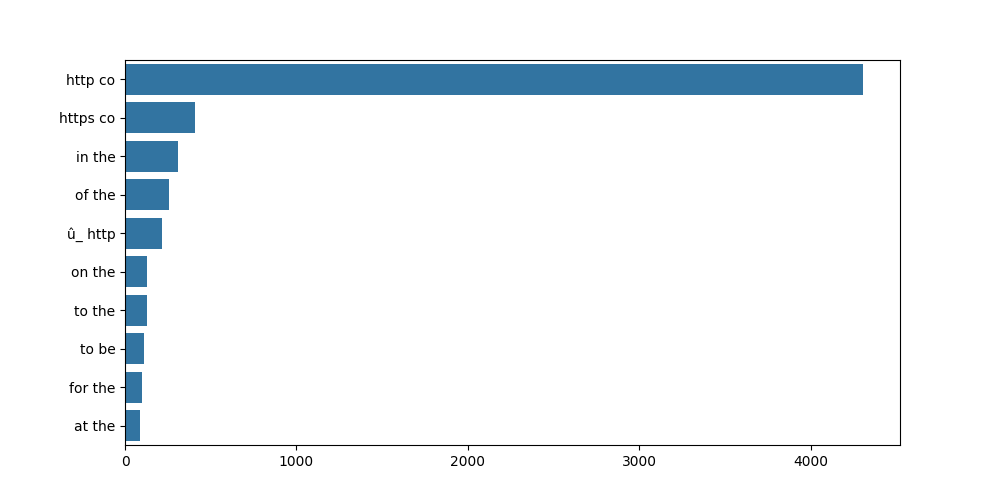 http co
https co
in the
of the
û_ http
on the
to the
to be
for the
at the
0 1000 2000 3000 4000